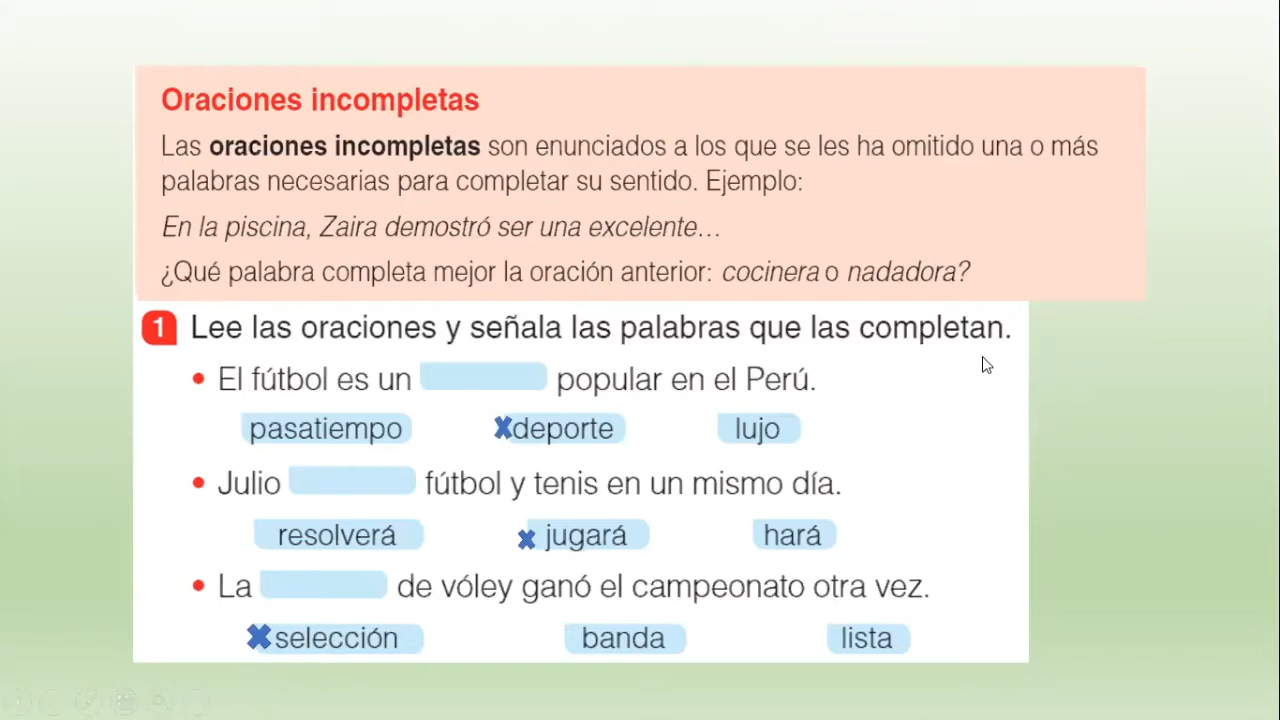 Oraciones incompletas
Las oraciones incompletas son enunciados a los que se les ha omitido una o más
palabras necesarias para completar su sentido. Ejemplo:
En la piscina, Zaira demostró ser una excelente...
¿Qué palabra completa mejor la oración anterior: cocinera o nadadora?
1 Lee las oraciones y señala las palabras que las completan.
• El fútbol es un popular en el Perú.
pasatiempo deporte lujo
• Julio fútbol y tenis en un mismo día.
resolverá jugará hará
• La de vóley ganó el campeonato otra vez.
selección banda lista